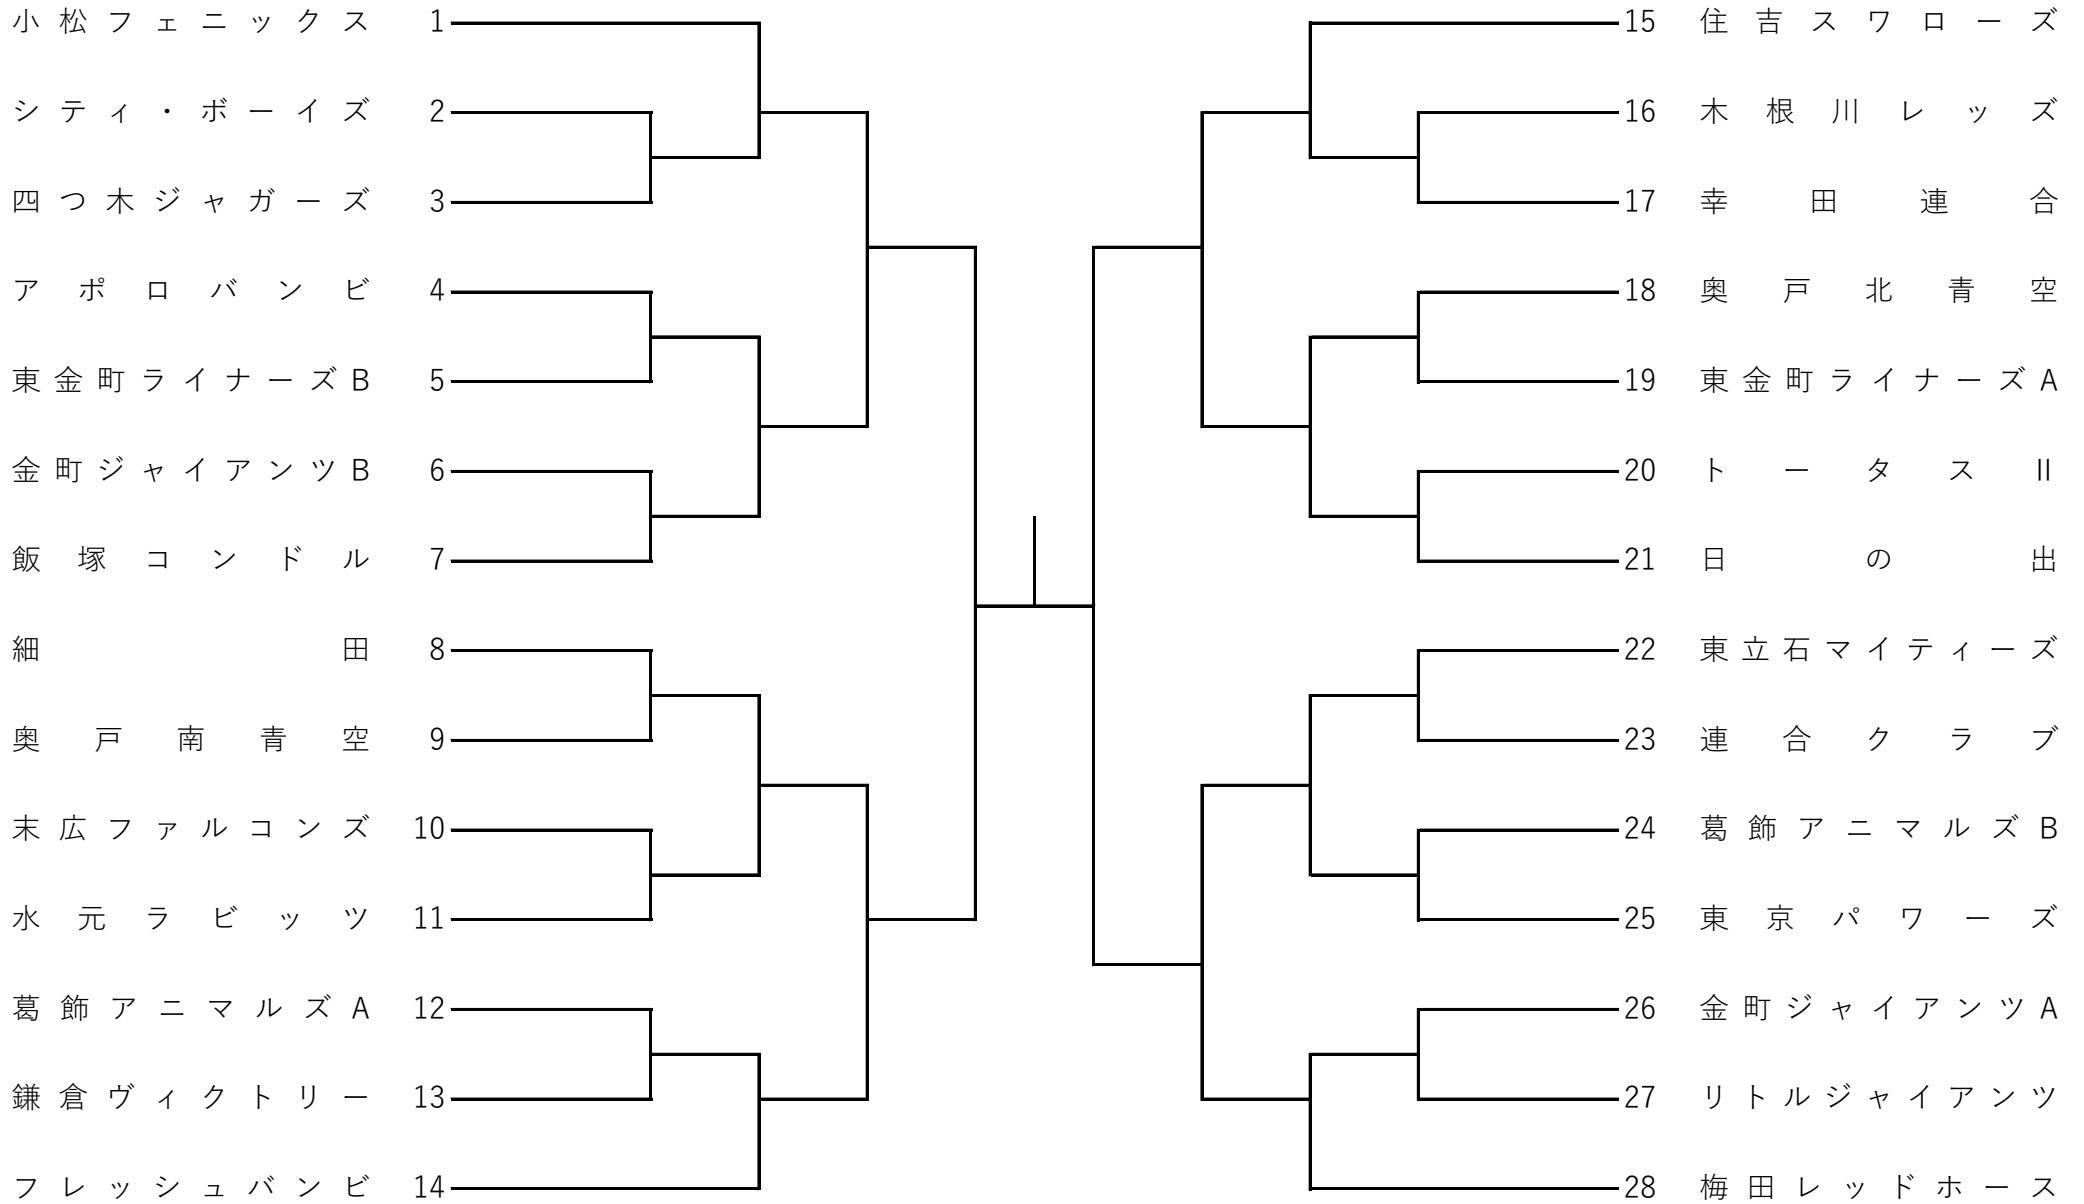 小松フェニックス 1
シティ・ボーイズ 2
四つ木ジャガーズ 3
アポロバンビ 4
東金町ライナーズB 5
金町ジャイアンツB 6
飯塚コンドル 7
細田 8
奥戸南青空 9
末広ファルコンズ 10
水元ラビッツ 11
葛飾アニマルズA 12
鎌倉ヴィクトリー 13
フレッシュバンビ 14
15 住吉スワローズ
16 木根川レッズ
17 幸田連合
18 奥戸北青空
19 東金町ライナーズA
20 トータスⅡ
21 日の出
22 東立石マイティーズ
23 連合クラブ
24 葛飾アニマルズB
25 東京パワーズ
26 金町ジャイアンツA
27 リトルジャイアンツ
28 梅田レッドホース